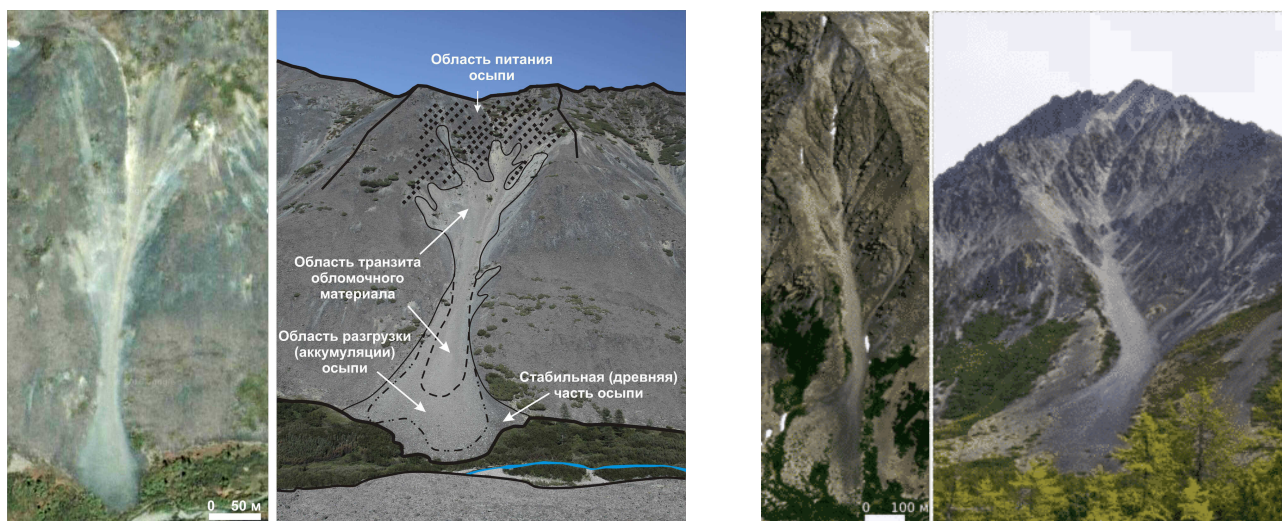 Область питания
осыпи
Область транзита
обломочного
материала
Область разгрузки
(аккумуляции)
осыпи
Стабильная (древняя)
часть осыпи
0 50 м
0 100 м